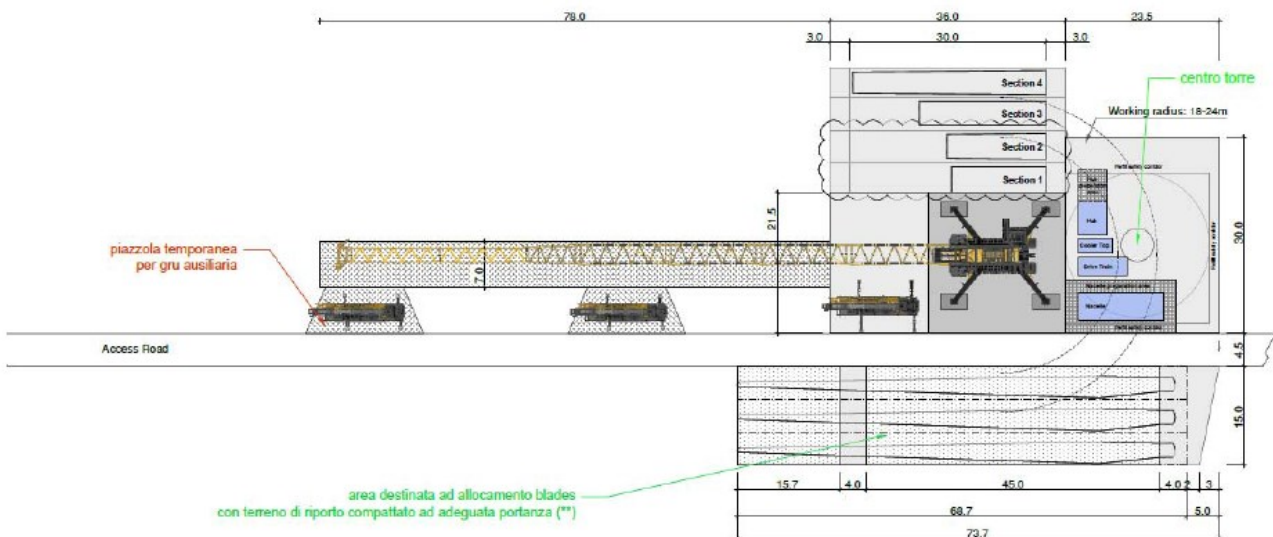 78.0
36.0
23.5
3.0
30.0
3.0
Section 4
centro torre
Section 3
Working radius: 18-24m
Section 2
Section 1
21.5
Hub
30.0
piazzola temporanea
per gru ausiliaria
7.0
Cooler Top
Drive Train
Nacelle
Access Road
4.5
15.0
area destinata ad allocamento blades
con terreno di riporto compattato ad adeguata portanza (**)
15.7
4.0
45.0
4.0
2
3
68.7
5.0
73.7